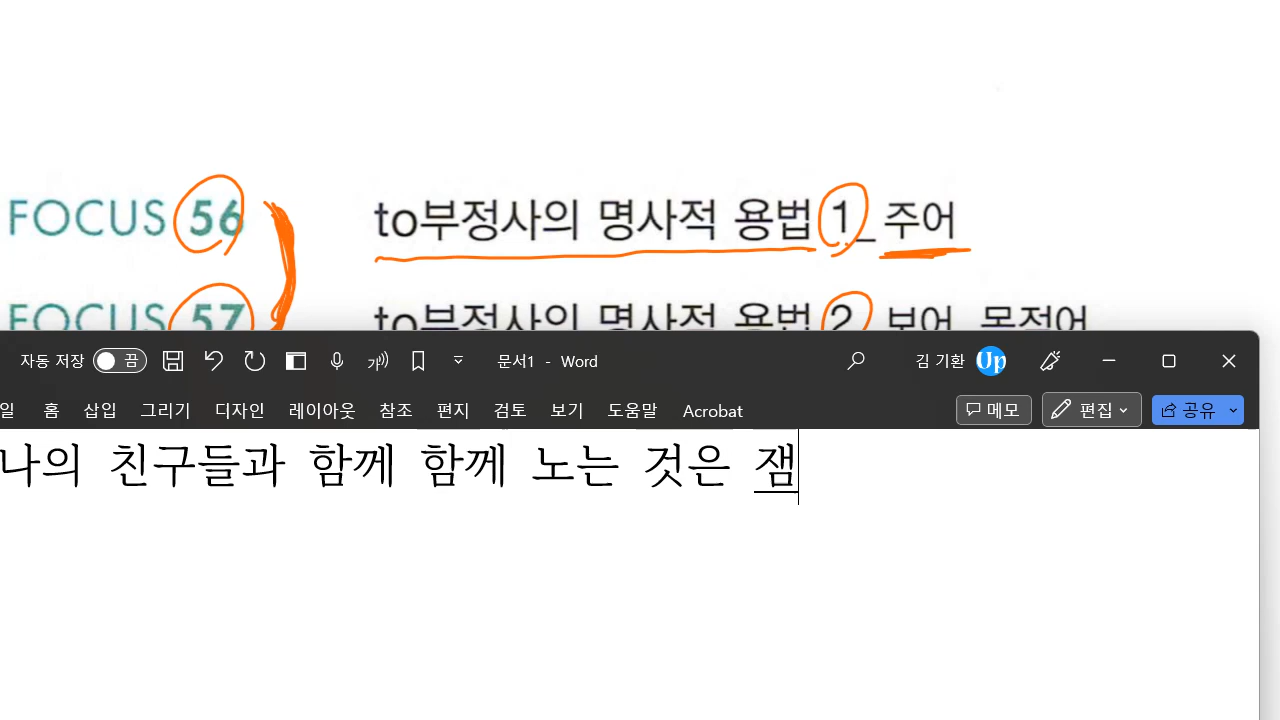 FOCUS 56 to부정사의 명사적 용법 1_ 주어
FOCUS 57 to부정사의 명사적 용법 2_ 보어, 목적어
자동 저장 끔 가 문서1 - Word 김 기환 Up
일 홈 삽입 그리기 디자인 레이아웃 참조 편지 검토 보기 도움말 Acrobat 메모 편집 공유
나의 친구들과 함께 함께 노는 것은 잼